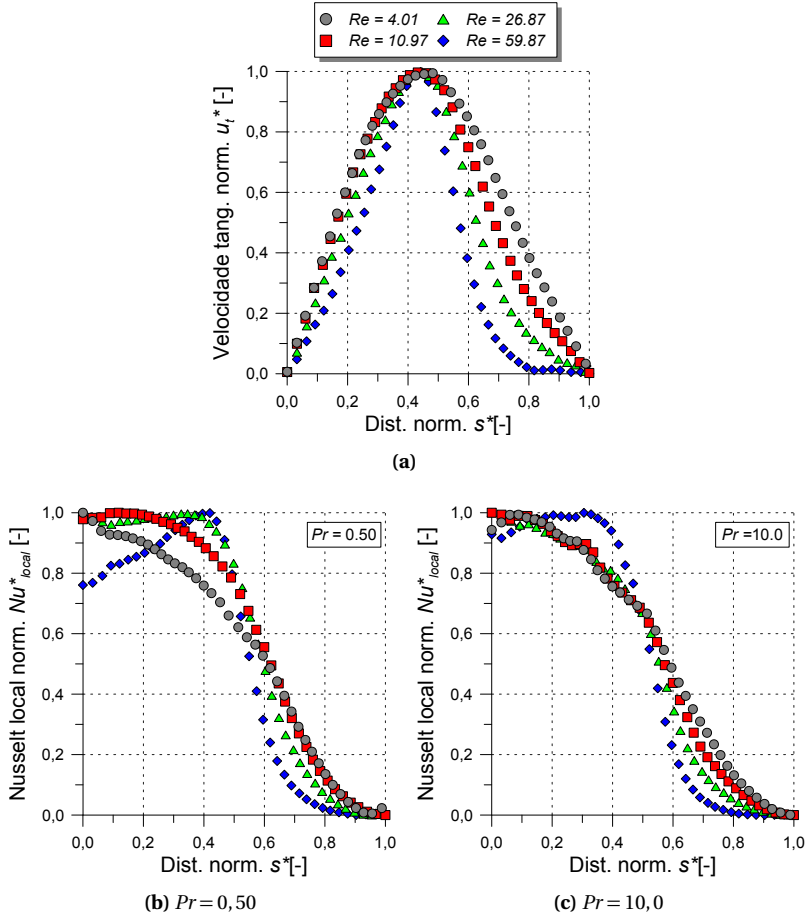 Re = 4.01
Re = 26.87
Re = 10.97
Re = 59.87
1,0
0,8
0,6
0,4
0,2
0,0
Velocidade tang. norm. u_t* [-]
0,0 0,2 0,4 0,6 0,8 1,0
Dist. norm. s*[-]
(a)
1,0
0,8
0,6
0,4
0,2
0,0
Nusselt local norm. Nu*_local [-]
Pr = 0.50
0,0 0,2 0,4 0,6 0,8 1,0
Dist. norm. s*[-]
(b) Pr = 0,50
1,0
0,8
0,6
0,4
0,2
0,0
Nusselt local norm. Nu*_local [-]
Pr =10.0
0,0 0,2 0,4 0,6 0,8 1,0
Dist. norm. s*[-]
(c) Pr = 10,0